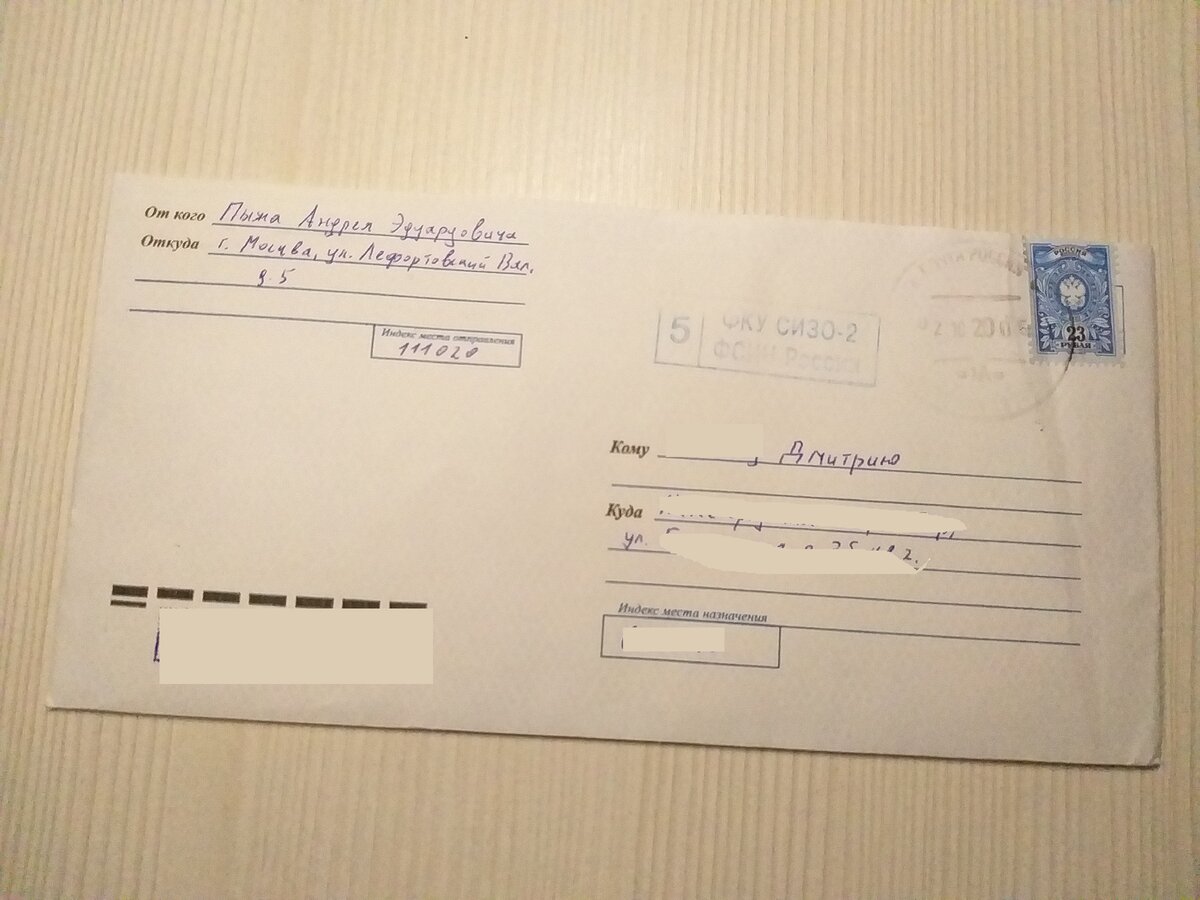 От кого Пыжа Андрея Эдуардовича
Откуда г. Москва, ул. Лефортовский Вал,
д. 5
Индекс места отправления
111020
5 ФКУ СИЗО-2
ФСИН России
РОССИЯ
23
РУБЛЯ
Кому Дмитрию
Куда
ул.
Индекс места назначения